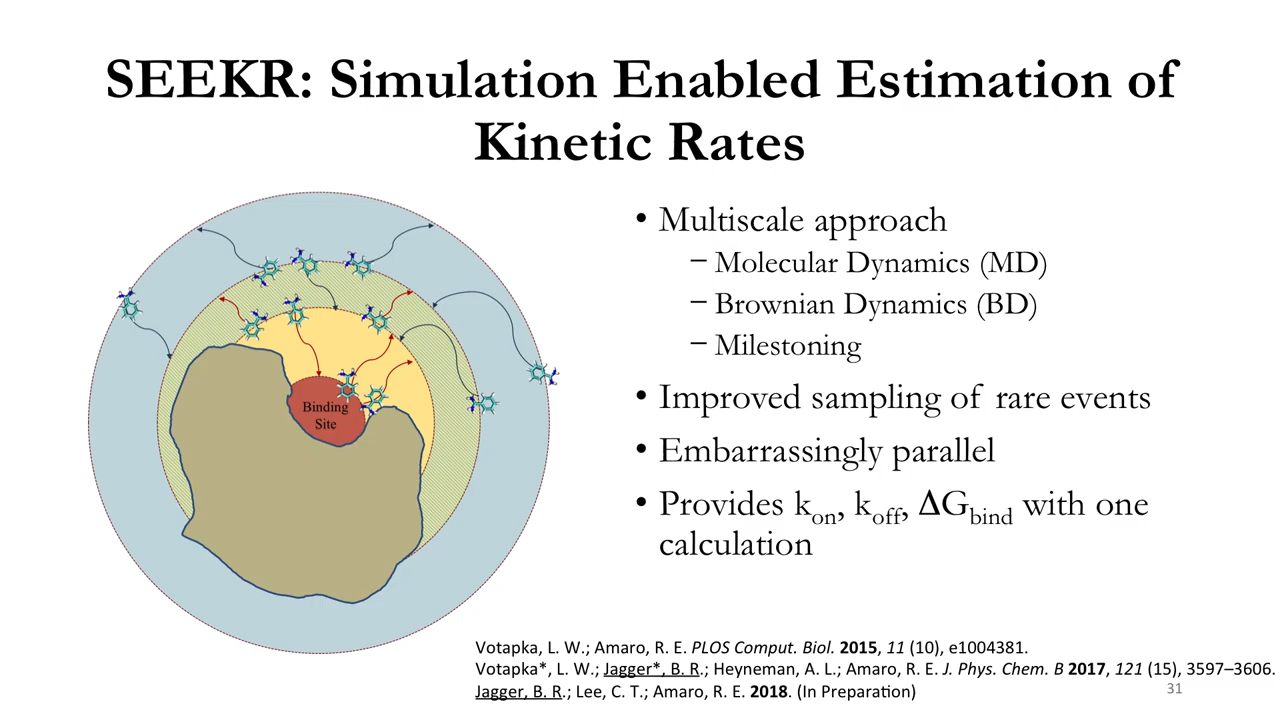 SEEKR: Simulation Enabled Estimation of
Kinetic Rates
Binding
Site
• Multiscale approach
– Molecular Dynamics (MD)
– Brownian Dynamics (BD)
– Milestoning
• Improved sampling of rare events
• Embarrassingly parallel
• Provides kon, koff, ΔGbind with one
calculation
Votapka, L. W.; Amaro, R. E. PLOS Comput. Biol. 2015, 11 (10), e1004381.
Votapka*, L. W.; Jagger*, B. R.; Heyneman, A. L.; Amaro, R. E. J. Phys. Chem. B 2017, 121 (15), 3597–3606.
Jagger, B. R.; Lee, C. T.; Amaro, R. E. 2018. (In Preparation)
31